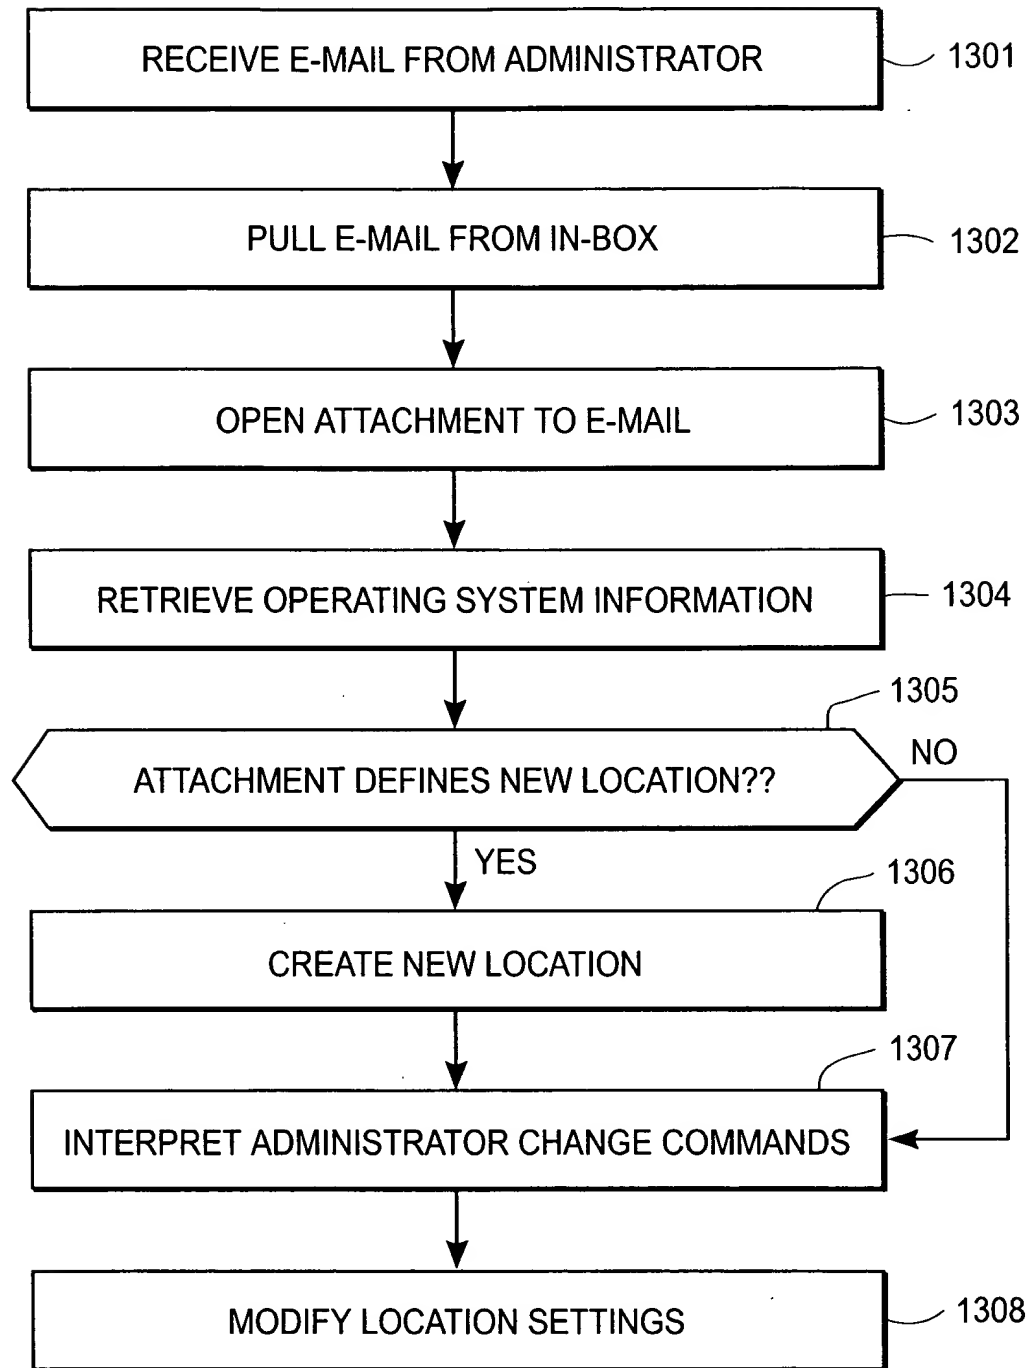 RECEIVE E-MAIL FROM ADMINISTRATOR
1301
PULL E-MAIL FROM IN-BOX
1302
OPEN ATTACHMENT TO E-MAIL
1303
RETRIEVE OPERATING SYSTEM INFORMATION
1304
1305
ATTACHMENT DEFINES NEW LOCATION??
NO
YES
1306
CREATE NEW LOCATION
1307
INTERPRET ADMINISTRATOR CHANGE COMMANDS
MODIFY LOCATION SETTINGS
1308